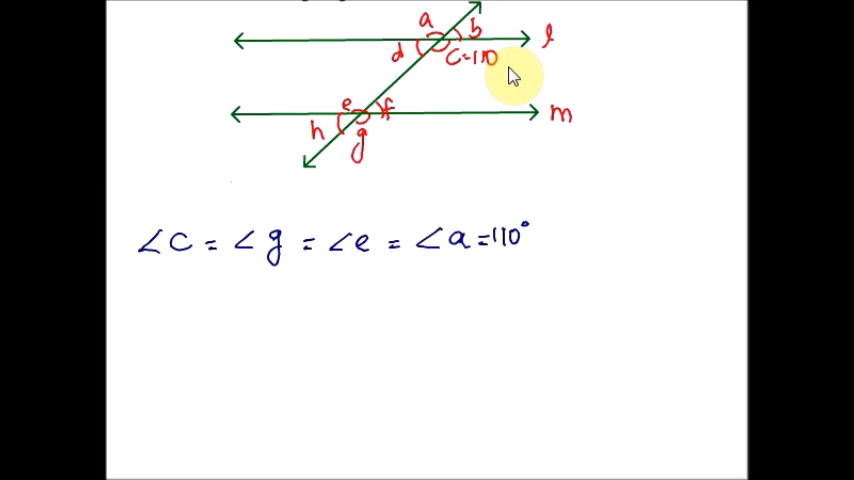 a
b
l
d
C=110
e
f
m
h
g
∠C = ∠g = ∠e = ∠a =110°